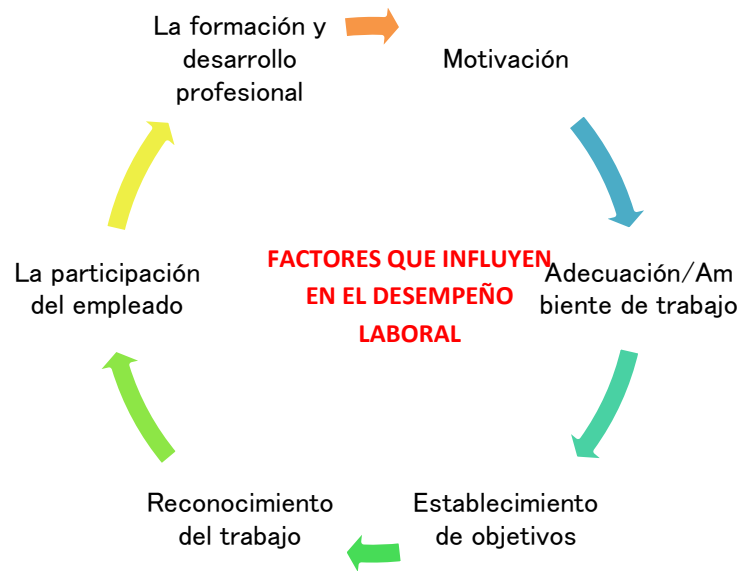 La formación y
desarrollo
profesional
Motivación
FACTORES QUE INFLUYEN
EN EL DESEMPEÑO
LABORAL
Adecuación/Am
biente de trabajo
Establecimiento
de objetivos
Reconocimiento
del trabajo
La participación
del empleado